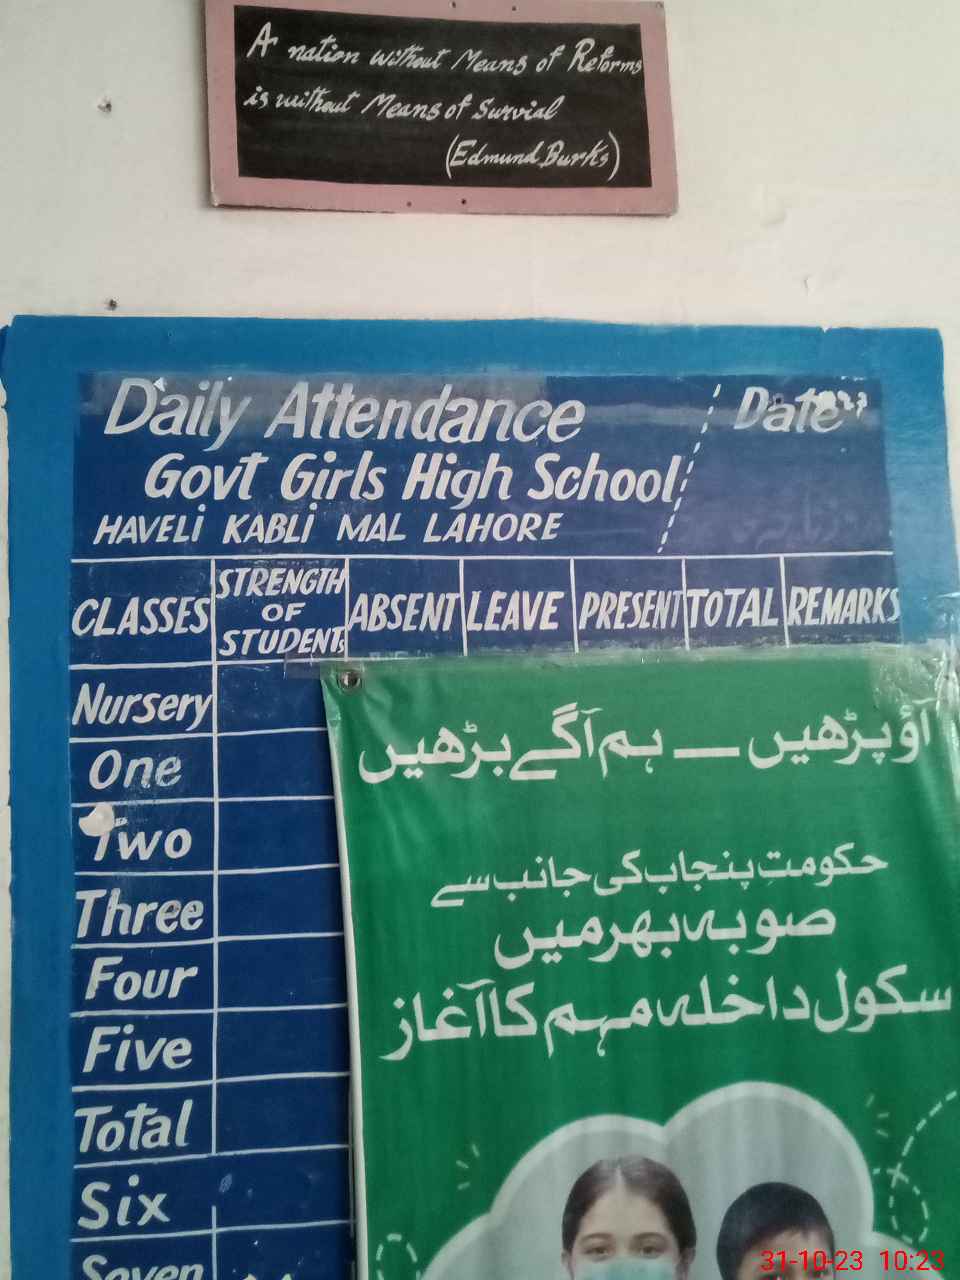 A nation without Means of Reforms
is without Means of Survial
(Edmund Burks)
Daily Attendance
Date
Govt Girls High School
HAVELI KABLI MAL LAHORE
CLASSES
STRENGTH
OF
STUDENTS
ABSENT
LEAVE
PRESENT
TOTAL
REMARKS
Nursery
One
Two
Three
Four
Five
Total
Six
Seven
آؤ پڑھیں — ہم آگے بڑھیں
حکومتِ پنجاب کی جانب سے
صوبہ بھر میں
سکول داخلہ مہم کا آغاز
31-10-23 10:23